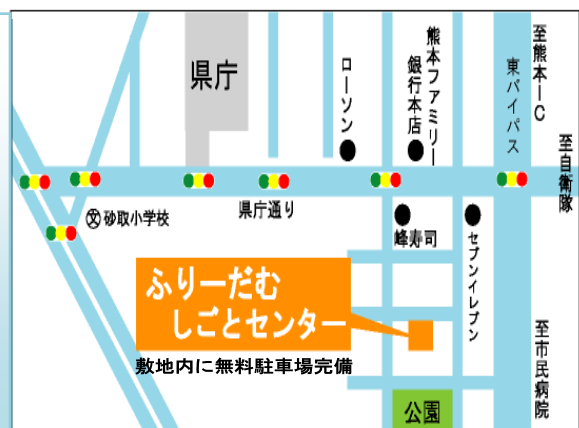 県庁
ローソン
熊本ファミリー
銀行本店
東バイパス
至熊本IC
至自衛隊
文
砂取小学校
県庁通り
峰寿司
セブンイレブン
ふりーだむ
しごとセンター
敷地内に無料駐車場完備
至市民病院
公園